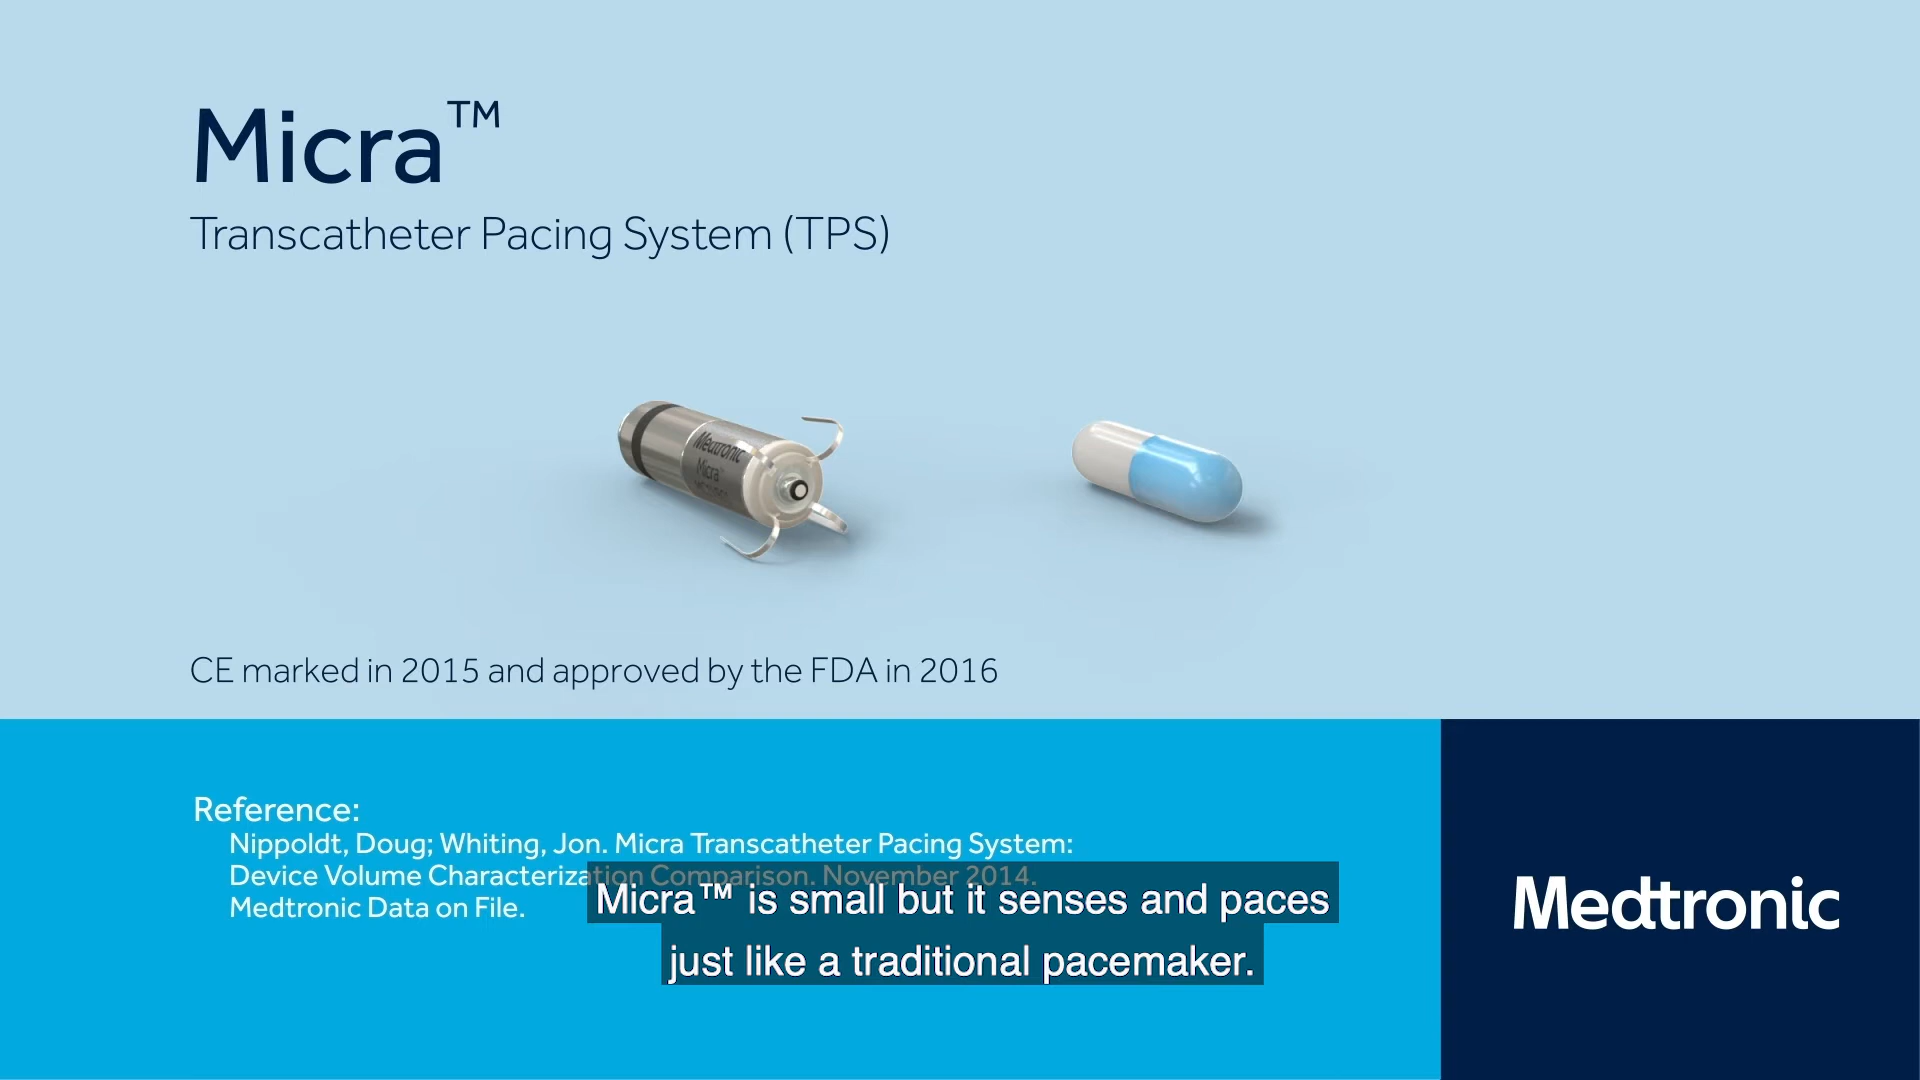 Micra™
Transcatheter Pacing System (TPS)
Medtronic
Micra™
CE marked in 2015 and approved by the FDA in 2016
Reference:
Nippoldt, Doug; Whiting, Jon. Micra Transcatheter Pacing System:
Device Volume Characterization Comparison. November 2014.
Medtronic Data on File.
Micra™ is small but it senses and paces
just like a traditional pacemaker.
Medtronic